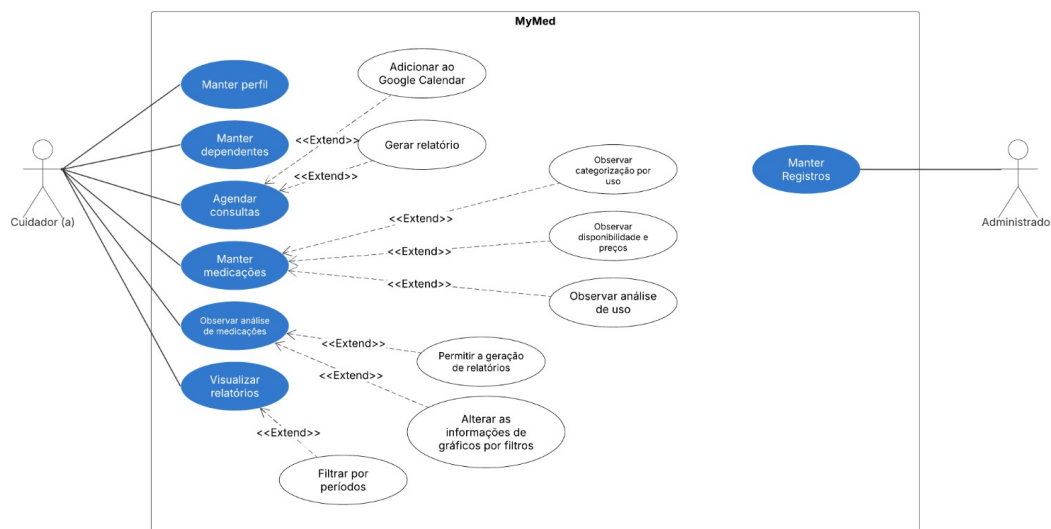 MyMed
Manter perfil
Adicionar ao
Google Calendar
<<Extend>>
Manter
dependentes
Gerar relatório
<<Extend>>
Agendar
consultas
Observar
categorização por
uso
<<Extend>>
Manter
Registros
Cuidador (a)
Administrado
Manter
medicações
<<Extend>>
Observar
disponibilidade e
preços
<<Extend>>
Observar análise
de uso
Observar análise
de medicações
<<Extend>>
Permitir a geração
de relatórios
Visualizar
relatórios
<<Extend>>
Alterar as
informações de
gráficos por filtros
<<Extend>>
Filtrar por
períodos